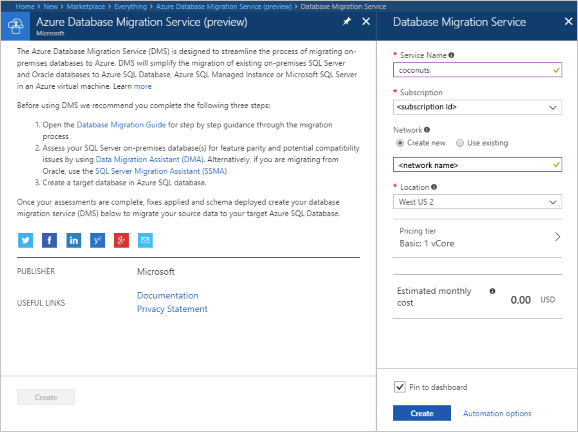 Home > New > Marketplace > Everything > Azure Database Migration Service (preview) > Database Migration Service
Azure Database Migration Service (preview)
Microsoft
The Azure Database Migration Service (DMS) is designed to streamline the process of migrating on-
premises databases to Azure. DMS will simplify the migration of existing on-premises SQL Server
and Oracle databases to Azure SQL Database, Azure SQL Managed Instance or Microsoft SQL Server
in an Azure virtual machine. Learn more
Before using DMS we recommend you complete the following three steps:
1. Open the Database Migration Guide for step by step guidance through the migration
process
2. Assess your SQL Server on-premises database(s) for feature parity and potential compatibility
issues by using Data Migration Assistant (DMA). Alternatively, if you are migrating from
Oracle, use the SQL Server Migration Assistant (SSMA)
3. Create a target database in Azure SQL database.
Once your assessments are complete, fixes applied and schema deployed create your database
migration service (DMS) below to migrate your source data to your target Azure SQL Database.
PUBLISHER Microsoft
USEFUL LINKS Documentation
Privacy Statement
Create
Database Migration Service
* Service Name
coconuts
* Subscription
<subscription Id>
Network
Create new Use existing
<network name>
* Location
West US 2
Pricing tier
Basic: 1 vCore
Estimated monthly
cost 0.00 USD
Pin to dashboard
Create Automation options